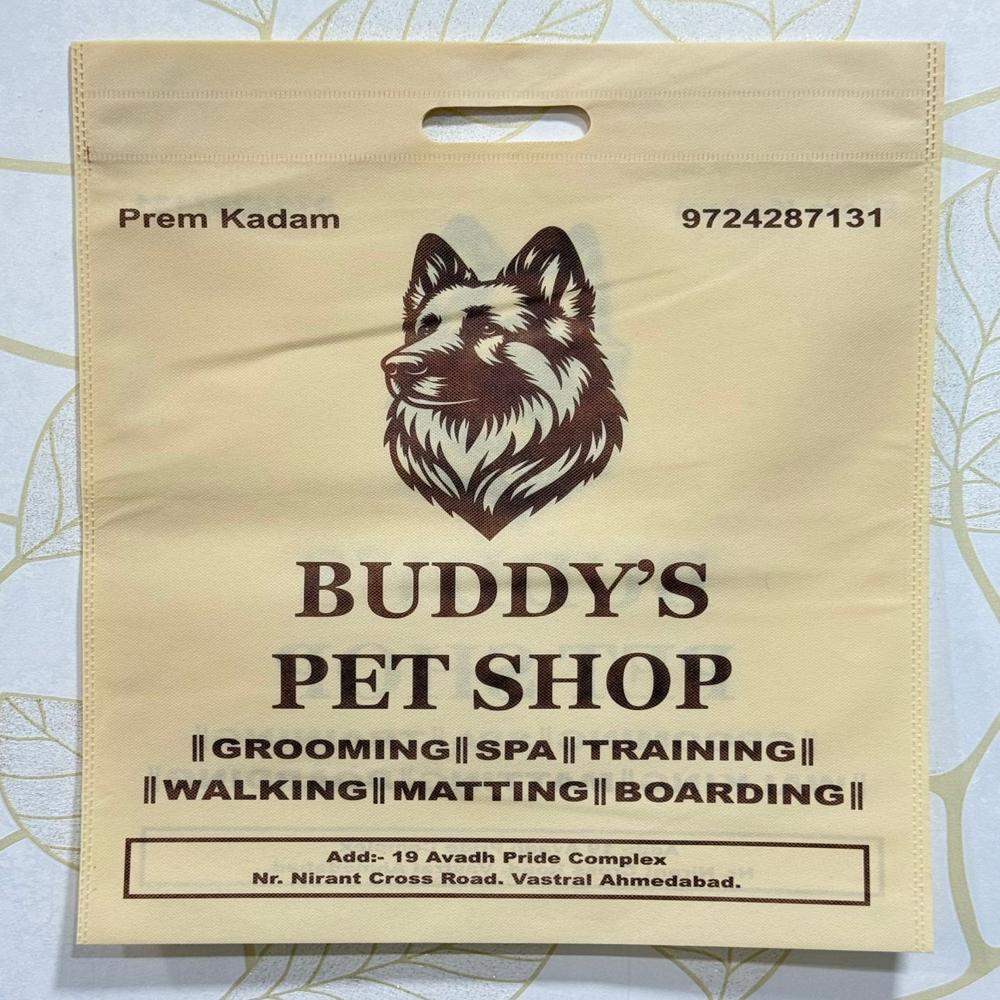 Prem Kadam 9724287131
BUDDY’S
PET SHOP
||GROOMING||SPA||TRAINING||
||WALKING||MATTING||BOARDING||
Add:- 19 Avadh Pride Complex
Nr. Nirant Cross Road. Vastral Ahmedabad.